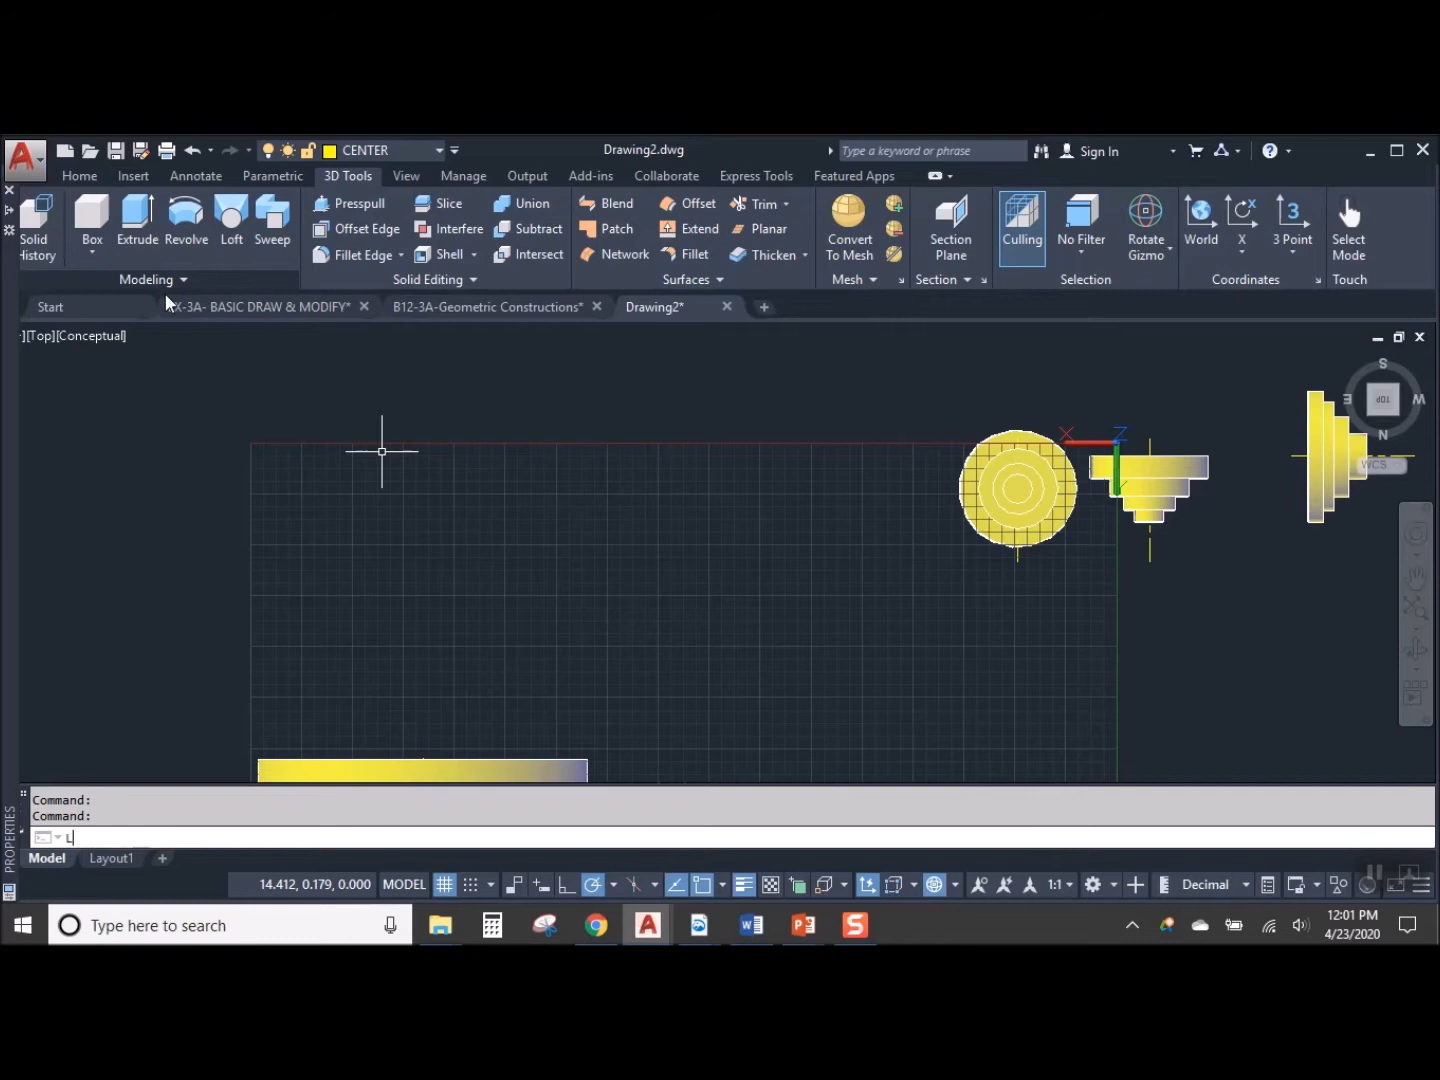 CENTER
Drawing2.dwg
Type a keyword or phrase
Sign In
Home Insert Annotate Parametric 3D Tools View Manage Output Add-ins Collaborate Express Tools Featured Apps
Solid History
Box
Extrude
Revolve
Loft
Sweep
Presspull
Offset Edge
Fillet Edge
Slice
Interfere
Shell
Union
Subtract
Intersect
Blend
Patch
Network
Offset
Extend
Fillet
Trim
Planar
Thicken
Convert To Mesh
Section Plane
Culling
No Filter
Rotate Gizmo
World
X
3 Point
Select Mode
Modeling
Solid Editing
Surfaces
Mesh
Section
Selection
Coordinates
Touch
Start
X-3A- BASIC DRAW & MODIFY*
B12-3A-Geometric Constructions*
Drawing2*
][Top][Conceptual]
S
E
TOP
W
N
WCS
X
Z
Command:
Command:
L
PROPERTIES
Model
Layout1
14.412, 0.179, 0.000
MODEL
1:1
Decimal
Type here to search
12:01 PM
4/23/2020